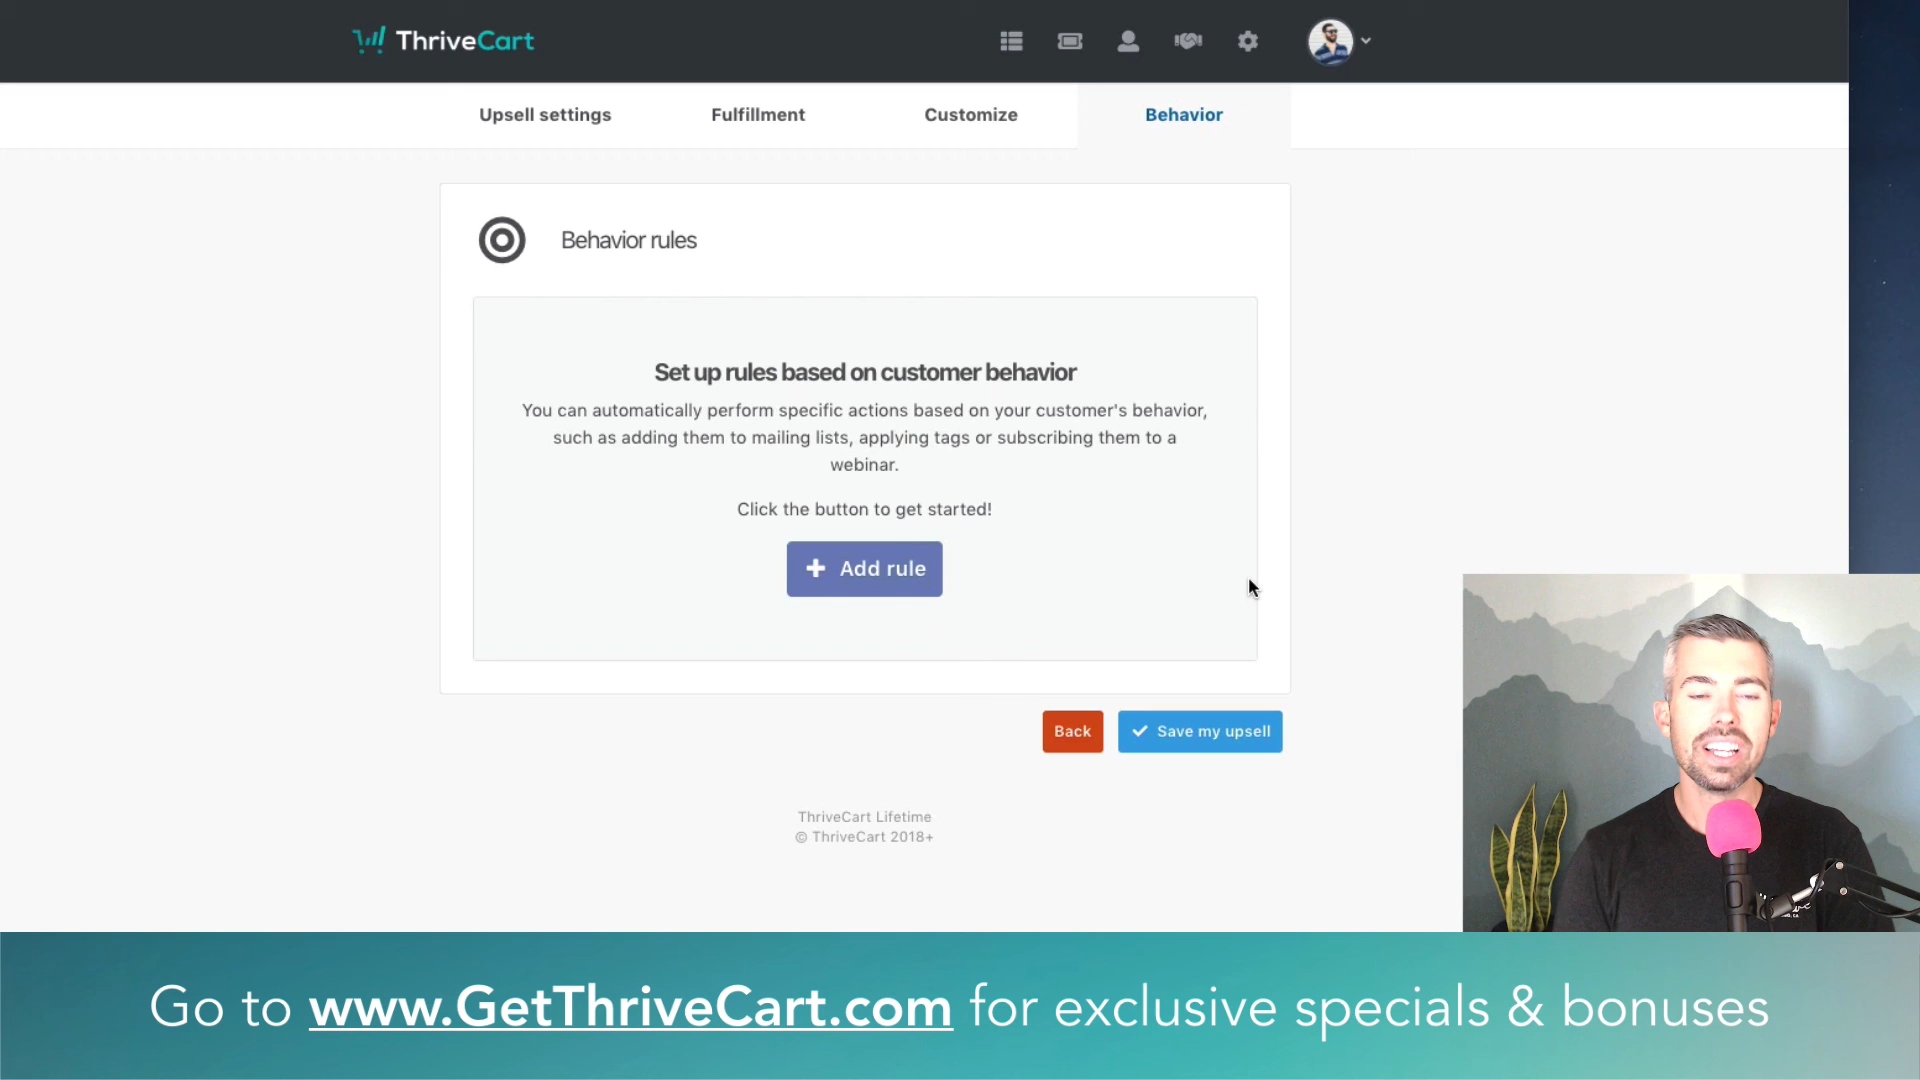 ThriveCart
Upsell settings
Fulfillment
Customize
Behavior
Behavior rules
Set up rules based on customer behavior
You can automatically perform specific actions based on your customer's behavior,
such as adding them to mailing lists, applying tags or subscribing them to a
webinar.
Click the button to get started!
+ Add rule
Back
Save my upsell
ThriveCart Lifetime
© ThriveCart 2018+
Go to www.GetThriveCart.com for exclusive specials & bonuses